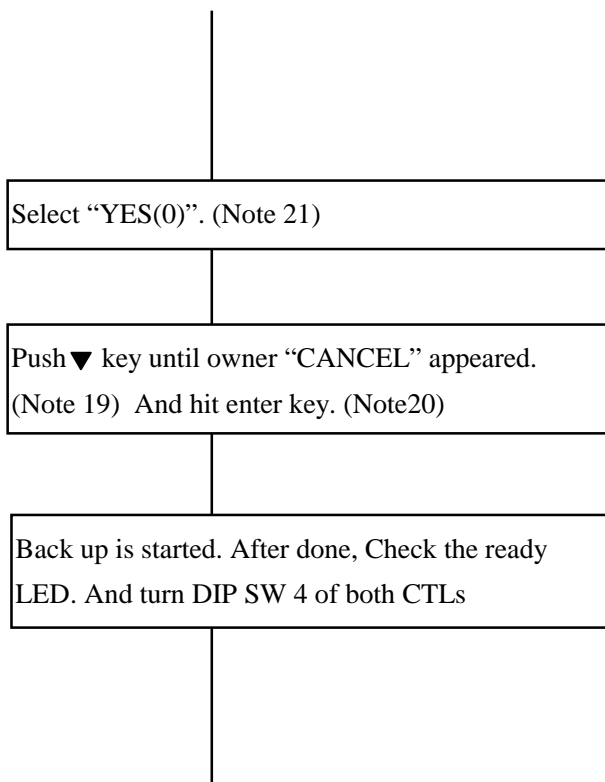 Select “YES(0)”. (Note 21)
Push▼ key until owner “CANCEL” appeared.
(Note 19) And hit enter key. (Note20)
Back up is started. After done, Check the ready
LED. And turn DIP SW 4 of both CTLs